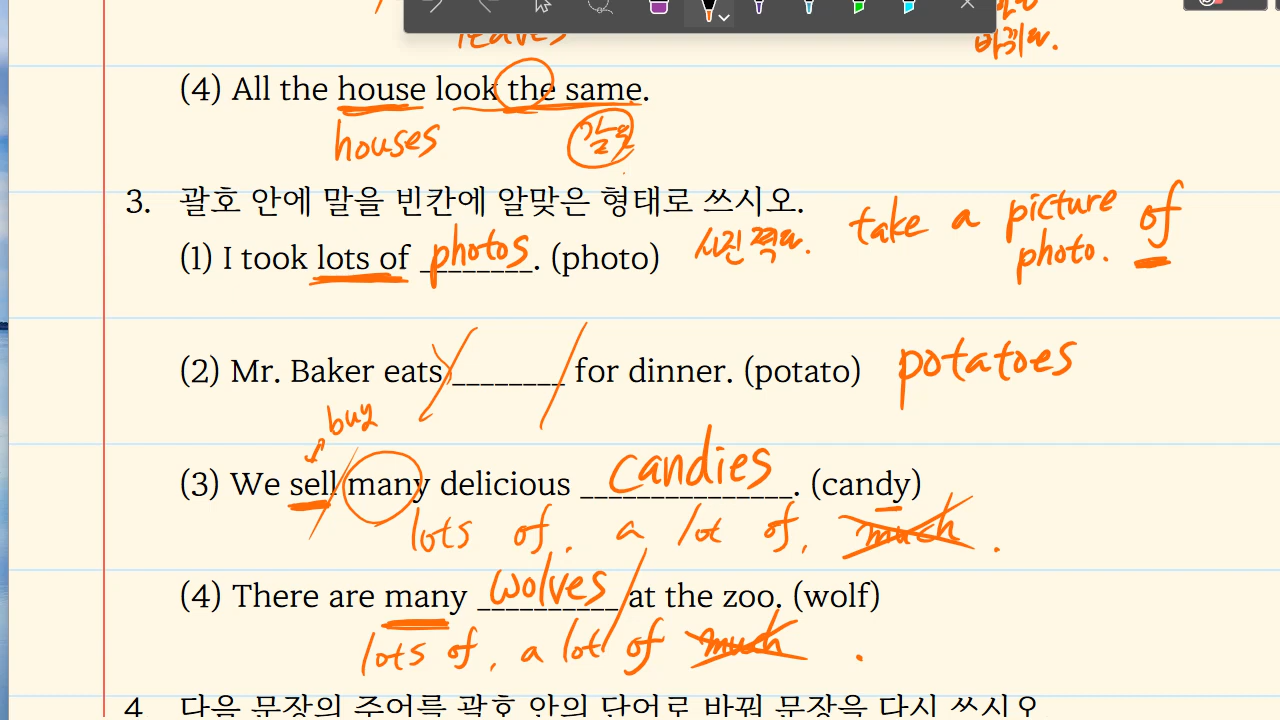 leaves
바뀌다.
(4) All the house look the same.
houses 같은
3. 괄호 안에 말을 빈칸에 알맞은 형태로 쓰시오.
take a picture of
(1) I took lots of photos. (photo) 사진 찍다. photo.
(2) Mr. Baker eats ________ for dinner. (potato) potatoes
buy
(3) We sell many delicious candies. (candy)
lots of, a lot of, much.
(4) There are many wolves at the zoo. (wolf)
lots of, a lot of much.
4. 다음 문장의 주어를 괄호 안의 단어로 바꿔 문장을 다시 쓰시오